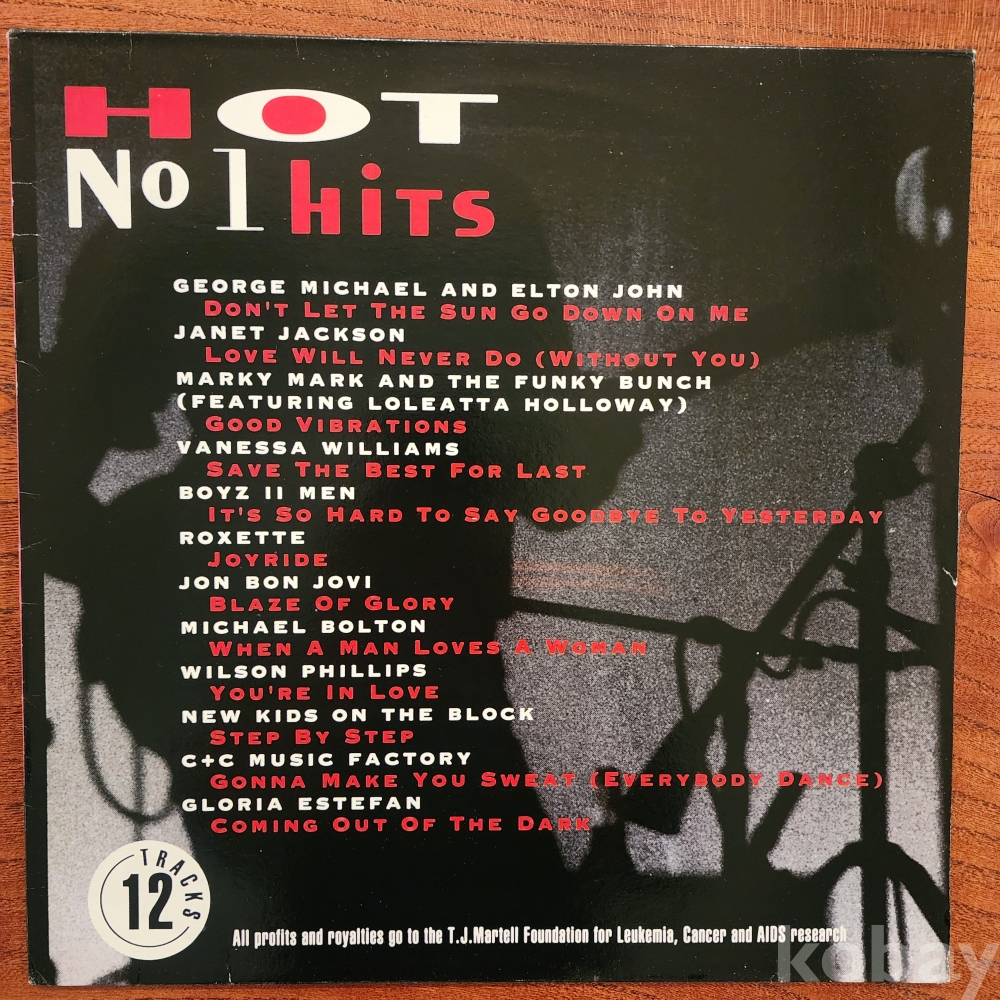 HOT
No 1 hiTS
GEORGE MICHAEL AND ELTON JOHN
DON'T LET THE SUN GO DOWN ON ME
JANET JACKSON
LOVE WILL NEVER DO (WITHOUT YOU)
MARKY MARK AND THE FUNKY BUNCH
(FEATURING LOLEATTA HOLLOWAY)
GOOD VIBRATIONS
VANESSA WILLIAMS
SAVE THE BEST FOR LAST
BOYZ II MEN
IT'S SO HARD TO SAY GOODBYE TO YESTERDAY
ROXETTE
JOYRIDE
JON BON JOVI
BLAZE OF GLORY
MICHAEL BOLTON
WHEN A MAN LOVES A WOMAN
WILSON PHILLIPS
YOU'RE IN LOVE
NEW KIDS ON THE BLOCK
STEP BY STEP
C+C MUSIC FACTORY
GONNA MAKE YOU SWEAT (EVERYBODY DANCE)
GLORIA ESTEFAN
COMING OUT OF THE DARK
12 TRACKS
All profits and royalties go to the T.J.Martell Foundation for Leukemia, Cancer and AIDS research
kobay